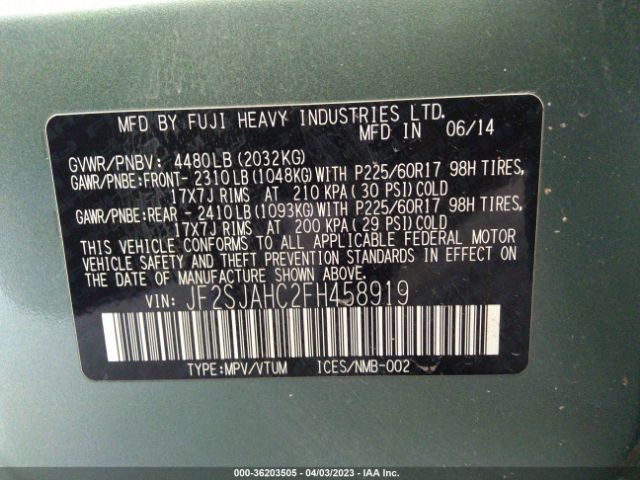 MFD BY FUJI HEAVY INDUSTRIES LTD.
MFD IN 06/14
GVWR/PNBV: 4480LB(2032KG)
GAWR/PNBE:FRONT- 2310LB(1048KG)WITH P225/60R17 98H TIRES,
17X7J RIMS AT 210 KPA(30 PSI)COLD
GAWR/PNBE:REAR - 2410LB(1093KG)WITH P225/60R17 98H TIRES,
17X7J RIMS AT 200 KPA(29 PSI)COLD
THIS VEHICLE CONFORMS TO ALL APPLICABLE FEDERAL MOTOR
VEHICLE SAFETY AND THEFT PREVENTION STANDARDS IN EFFECT ON
THE DATE OF MANUFACTURE SHOWN ABOVE.
VIN: JF2SJAHC2FH458919
TYPE:MPV/VTUM ICES/NMB-002
000-36203505 - 04/03/2023 - IAA Inc.